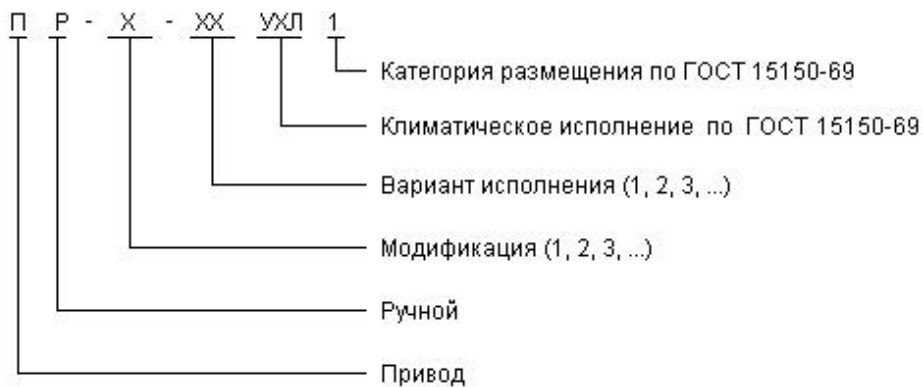 П Р - Х - ХХ УХЛ 1
Категория размещения по ГОСТ 15150-69
Климатическое исполнение по ГОСТ 15150-69
Вариант исполнения (1, 2, 3, ...)
Модификация (1, 2, 3, ...)
Ручной
Привод